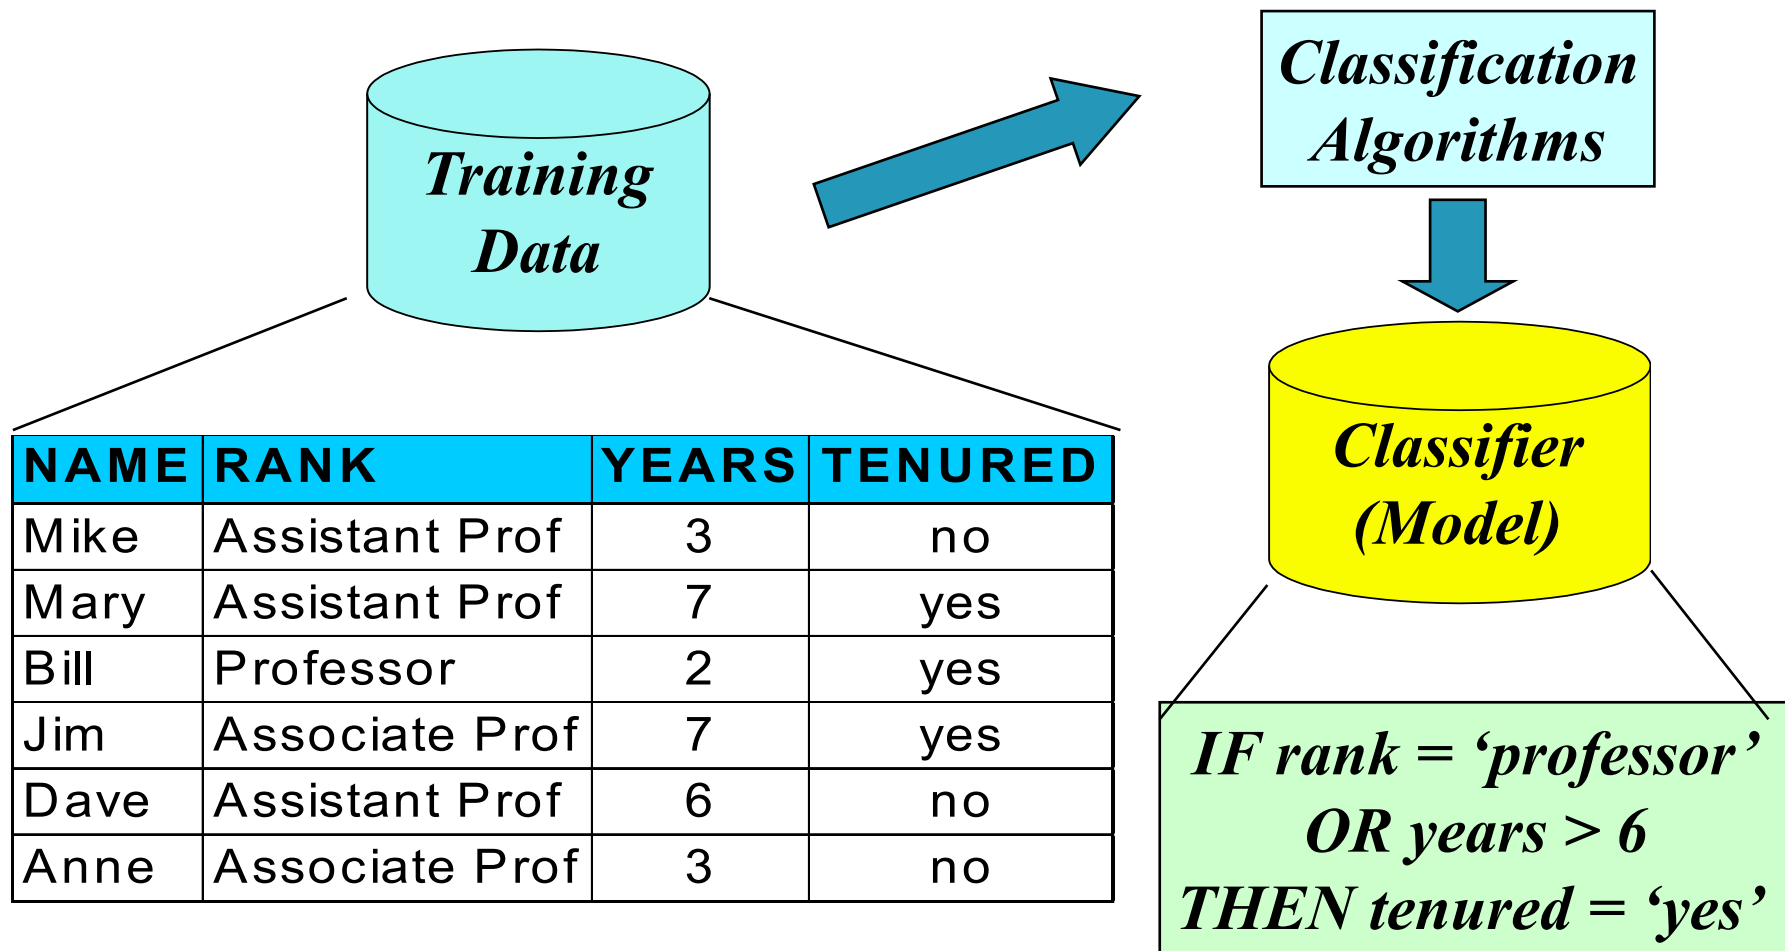 Training
Data
Classification
Algorithms
Classifier
(Model)
NAME RANK YEARS TENURED
Mike Assistant Prof 3 no
Mary Assistant Prof 7 yes
Bill Professor 2 yes
Jim Associate Prof 7 yes
Dave Assistant Prof 6 no
Anne Associate Prof 3 no
IF rank = ‘professor’
OR years > 6
THEN tenured = ‘yes’